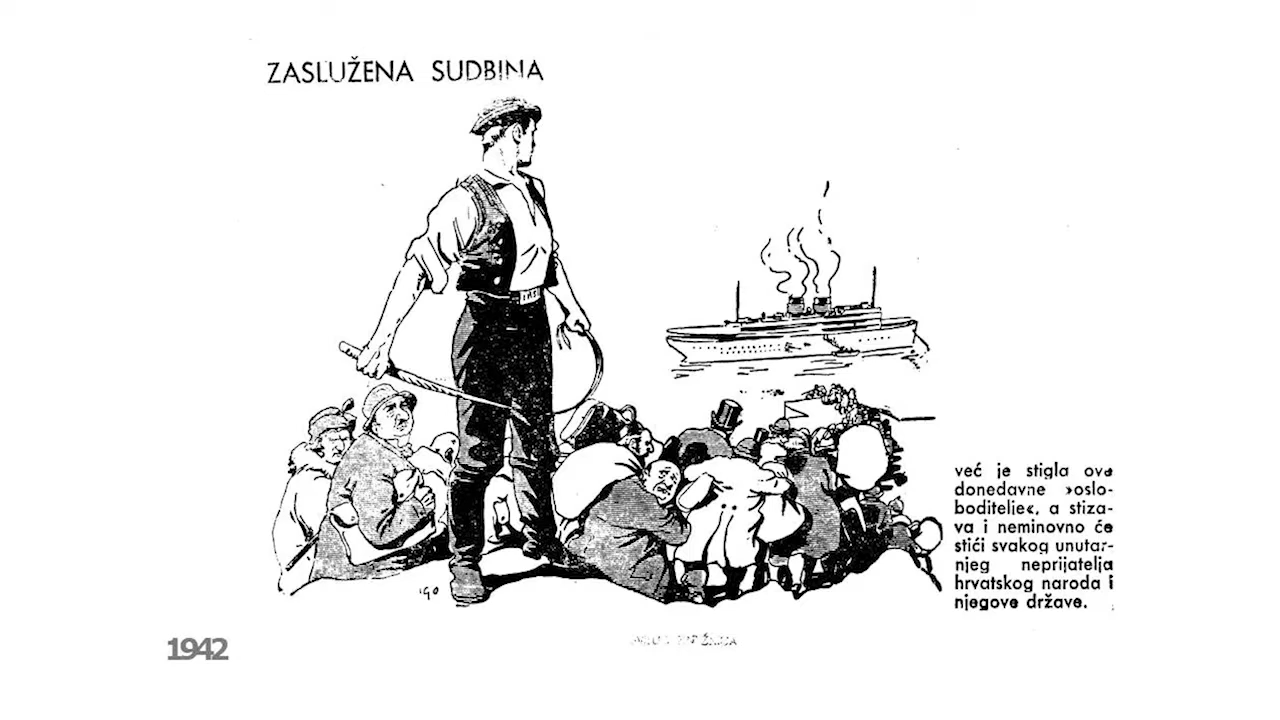 ZASLUŽENA SUDBINA
već je stigla ove
donedavne »oslo-
boditelje«, a stiza-
va i neminovno će
stići svakog unutar-
njeg neprijatelja
hrvatskog naroda i
njegove države.
1942